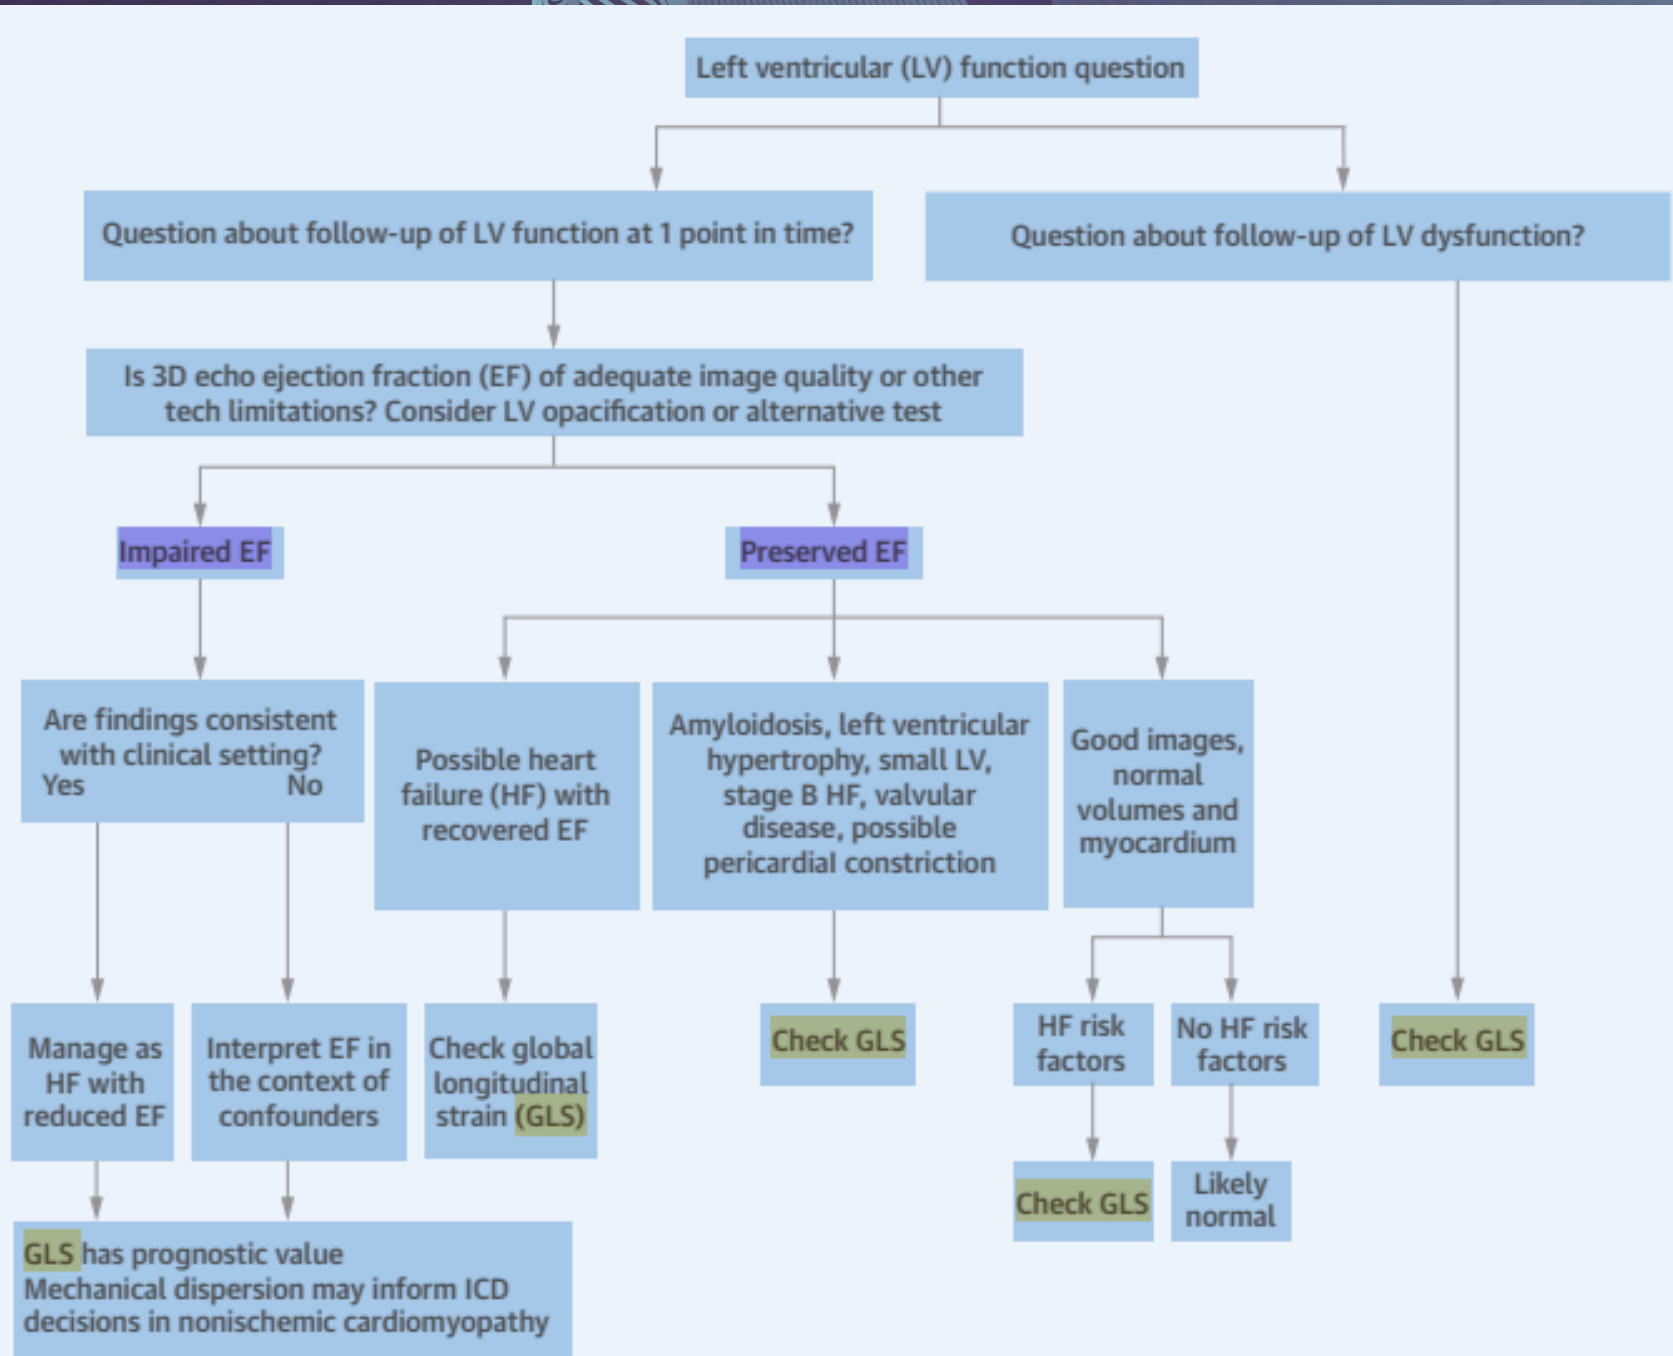 Left ventricular (LV) function question
Question about follow-up of LV function at 1 point in time?
Question about follow-up of LV dysfunction?
Is 3D echo ejection fraction (EF) of adequate image quality or other
tech limitations? Consider LV opacification or alternative test
Impaired EF
Preserved EF
Are findings consistent
with clinical setting?
Yes No
Possible heart
failure (HF) with
recovered EF
Amyloidosis, left ventricular
hypertrophy, small LV,
stage B HF, valvular
disease, possible
pericardial constriction
Good images,
normal
volumes and
myocardium
Manage as
HF with
reduced EF
Interpret EF in
the context of
confounders
Check global
longitudinal
strain (GLS)
Check GLS
HF risk
factors
No HF risk
factors
Check GLS
Check GLS
Likely
normal
GLS has prognostic value
Mechanical dispersion may inform ICD
decisions in nonischemic cardiomyopathy